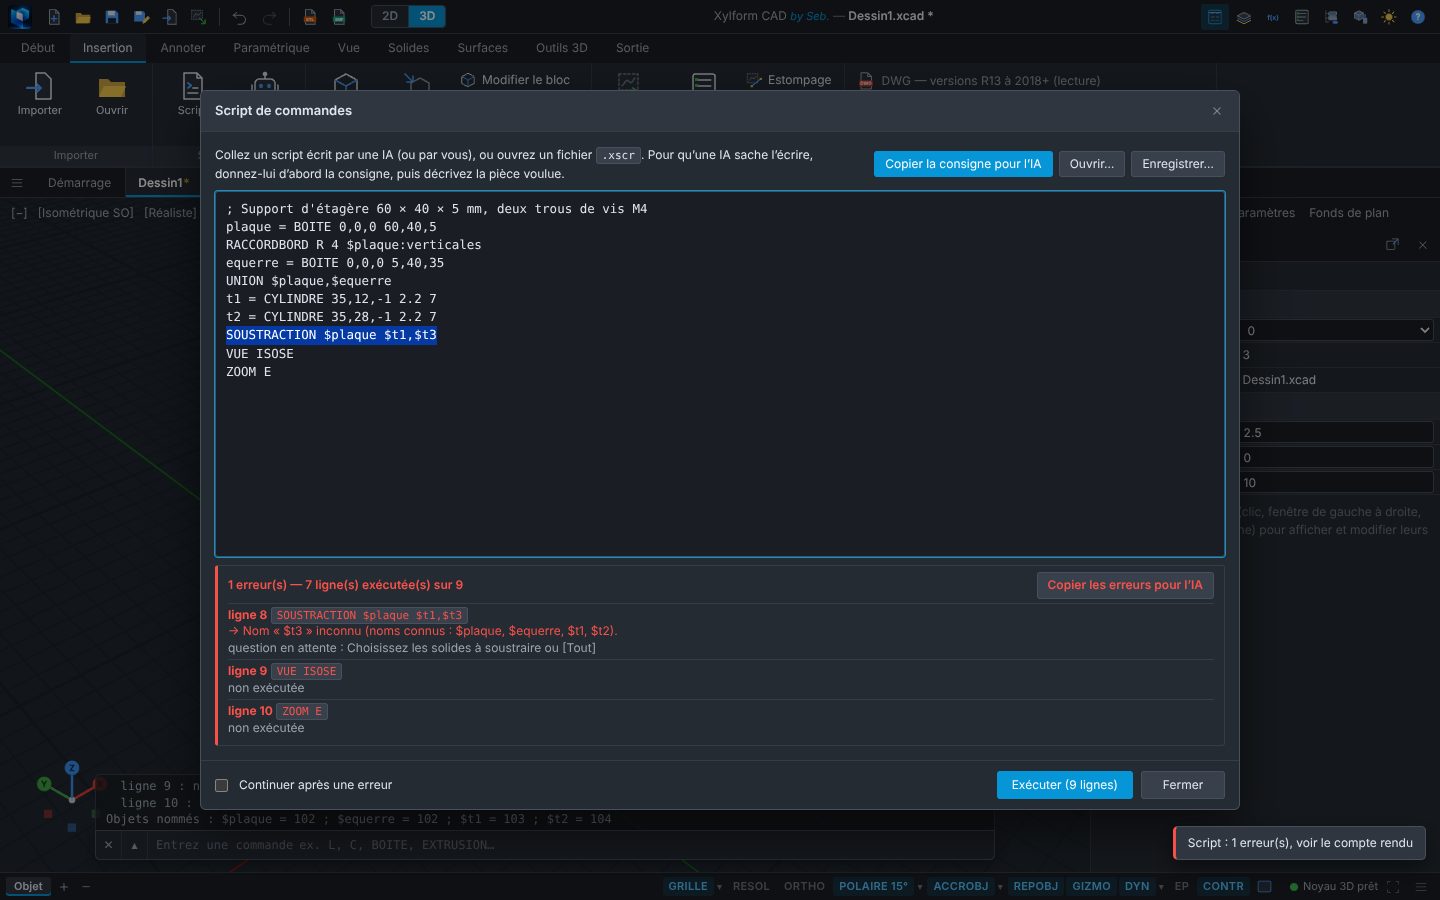 2D 3D
Xylform CAD by Seb. — Dessin1.xcad *
Début Insertion Annoter Paramétrique Vue Solides Surfaces Outils 3D Sortie
Modifier le bloc
Estompage
DWG — versions R13 à 2018+ (lecture)
Importer Ouvrir
Importer
Démarrage Dessin1*
[−] [Isométrique SO] [Réaliste]
Fonds de plan
Script de commandes
Collez un script écrit par une IA (ou par vous), ou ouvrez un fichier .xscr. Pour qu’une IA sache l’écrire,
donnez-lui d’abord la consigne, puis décrivez la pièce voulue.
Copier la consigne pour l’IA Ouvrir... Enregistrer...
; Support d'étagère 60 × 40 × 5 mm, deux trous de vis M4
plaque = BOITE 0,0,0 60,40,5
RACCORDBORD R 4 $plaque:verticales
equerre = BOITE 0,0,0 5,40,35
UNION $plaque,$equerre
t1 = CYLINDRE 35,12,-1 2.2 7
t2 = CYLINDRE 35,28,-1 2.2 7
SOUSTRACTION $plaque $t1,$t3
VUE ISOSE
ZOOM E
0
3
Dessin1.xcad
2.5
0
10
(clic, fenêtre de gauche à droite,
pour afficher et modifier leurs
1 erreur(s) — 7 ligne(s) exécutée(s) sur 9
Copier les erreurs pour l’IA
ligne 8 SOUSTRACTION $plaque $t1,$t3
→ Nom « $t3 » inconnu (noms connus : $plaque, $equerre, $t1, $t2).
question en attente : Choisissez les solides à soustraire ou [Tout]
ligne 9 VUE ISOSE
non exécutée
ligne 10 ZOOM E
non exécutée
Continuer après une erreur
Exécuter (9 lignes) Fermer
Z
Y
ligne 9 :
ligne 10 :
Objets nommés : $plaque = 102 ; $equerre = 102 ; $t1 = 103 ; $t2 = 104
Entrez une commande ex. L, C, BOITE, EXTRUSION…
Script : 1 erreur(s), voir le compte rendu
Objet + −
GRILLE RESOL ORTHO POLAIRE 15° ACCROBJ REPOBJ GIZMO DYN EP CONTR
Noyau 3D prêt